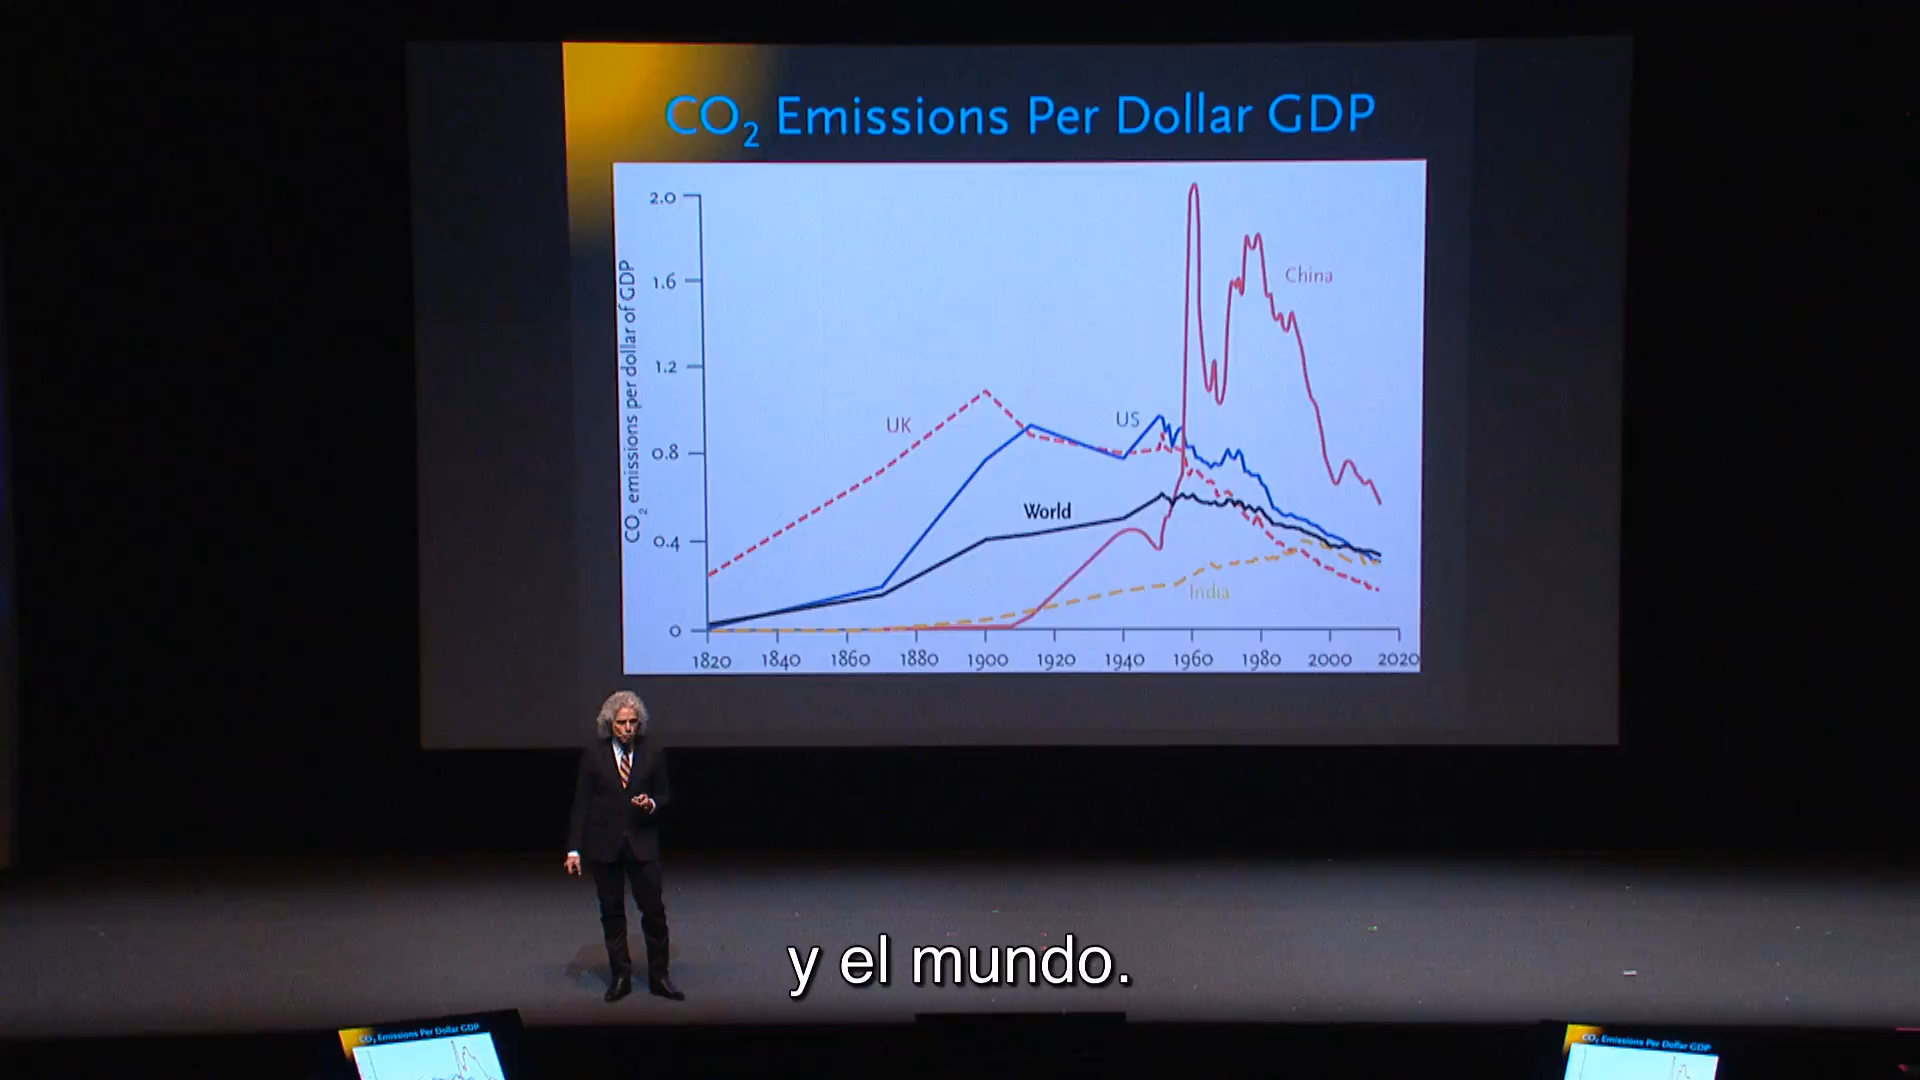 CO₂ Emissions Per Dollar GDP
CO₂ emissions per dollar of GDP
2.0
1.6
1.2
0.8
0.4
0
1820 1840 1860 1880 1900 1920 1940 1960 1980 2000 2020
UK
US
China
World
India
y el mundo.
CO₂ Emissions Per Dollar GDP
CO₂ Emissions Per Dollar GDP